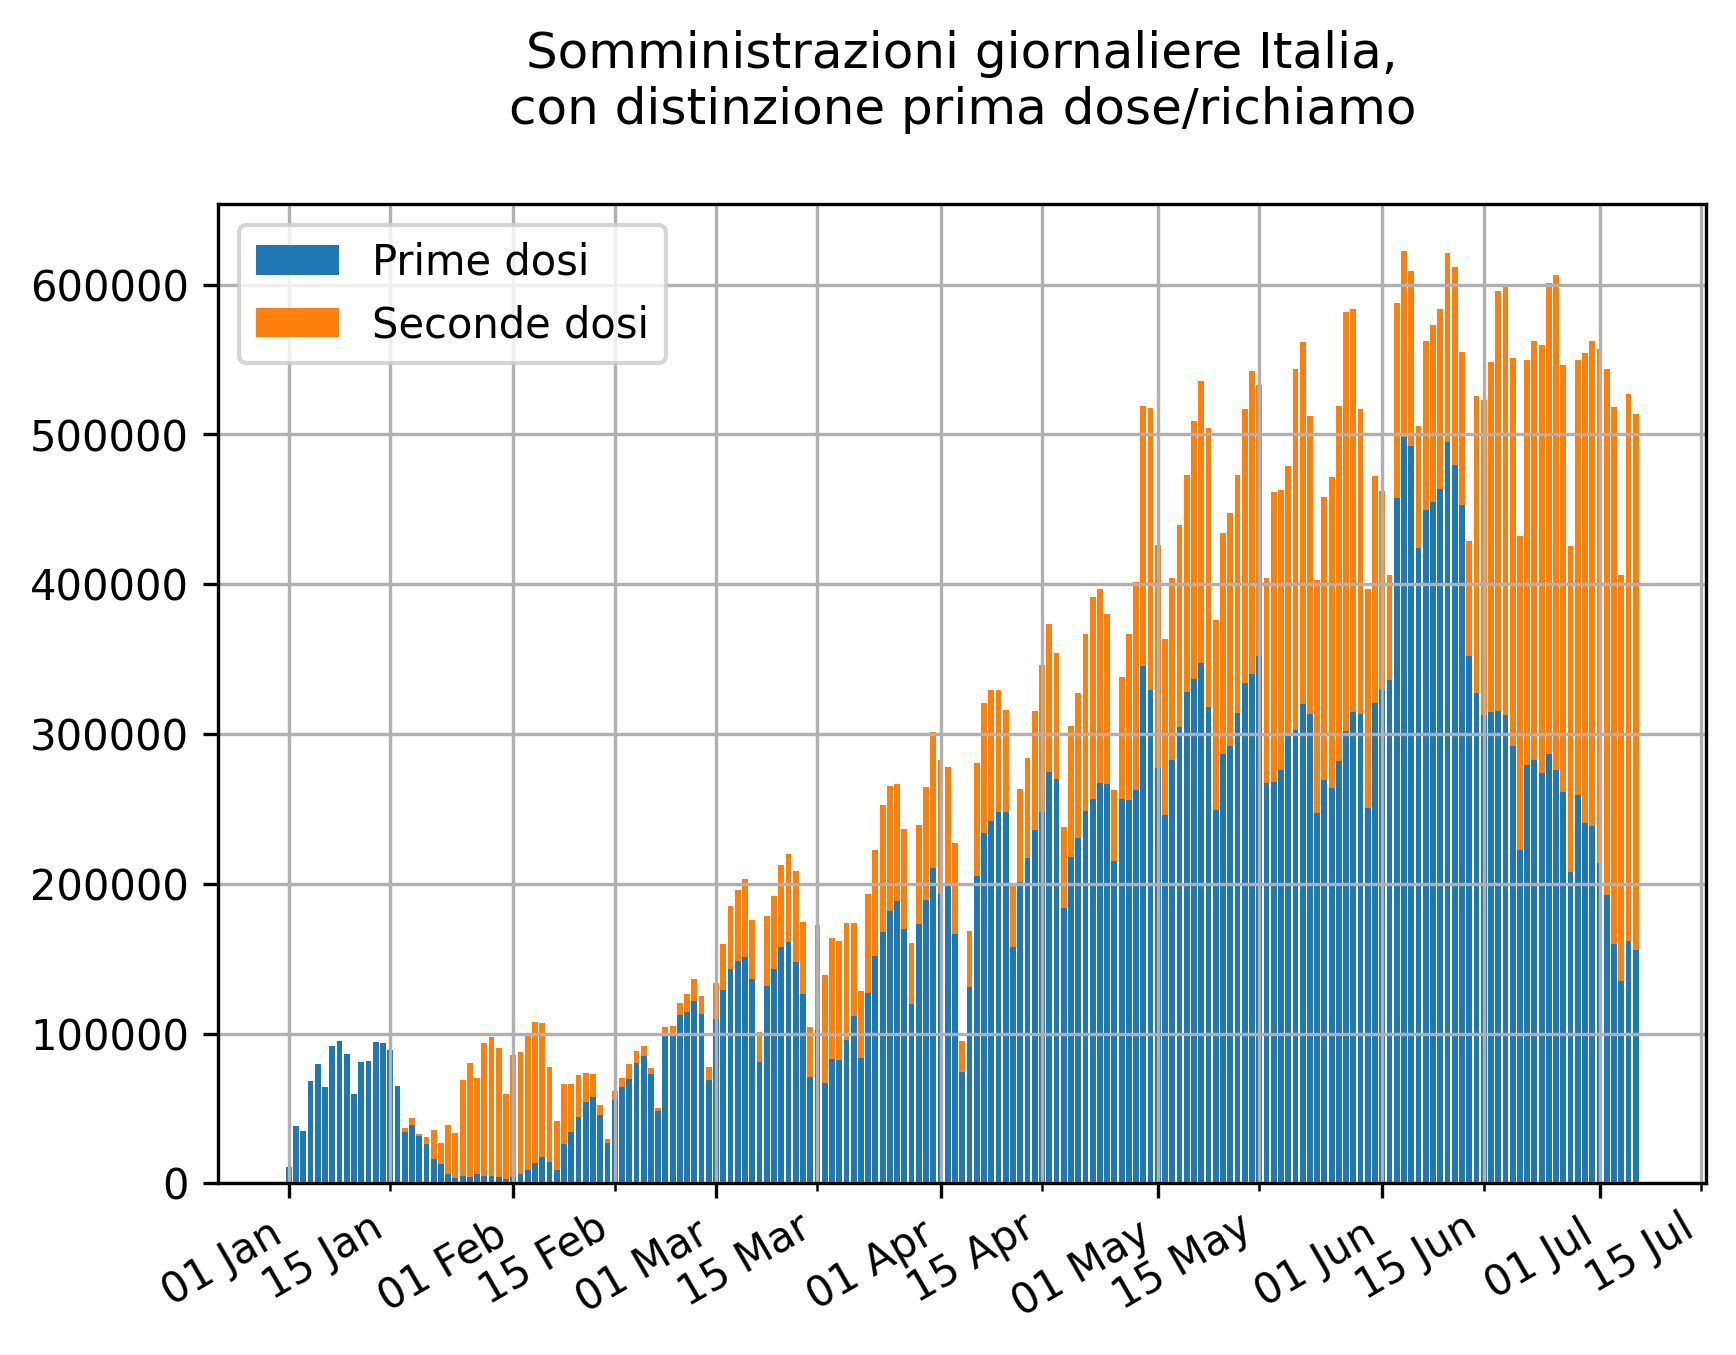 Somministrazioni giornaliere Italia,
con distinzione prima dose/richiamo
Prime dosi
Seconde dosi
600000
500000
400000
300000
200000
100000
0
01 Jan
15 Jan
01 Feb
15 Feb
01 Mar
15 Mar
01 Apr
15 Apr
01 May
15 May
01 Jun
15 Jun
01 Jul
15 Jul